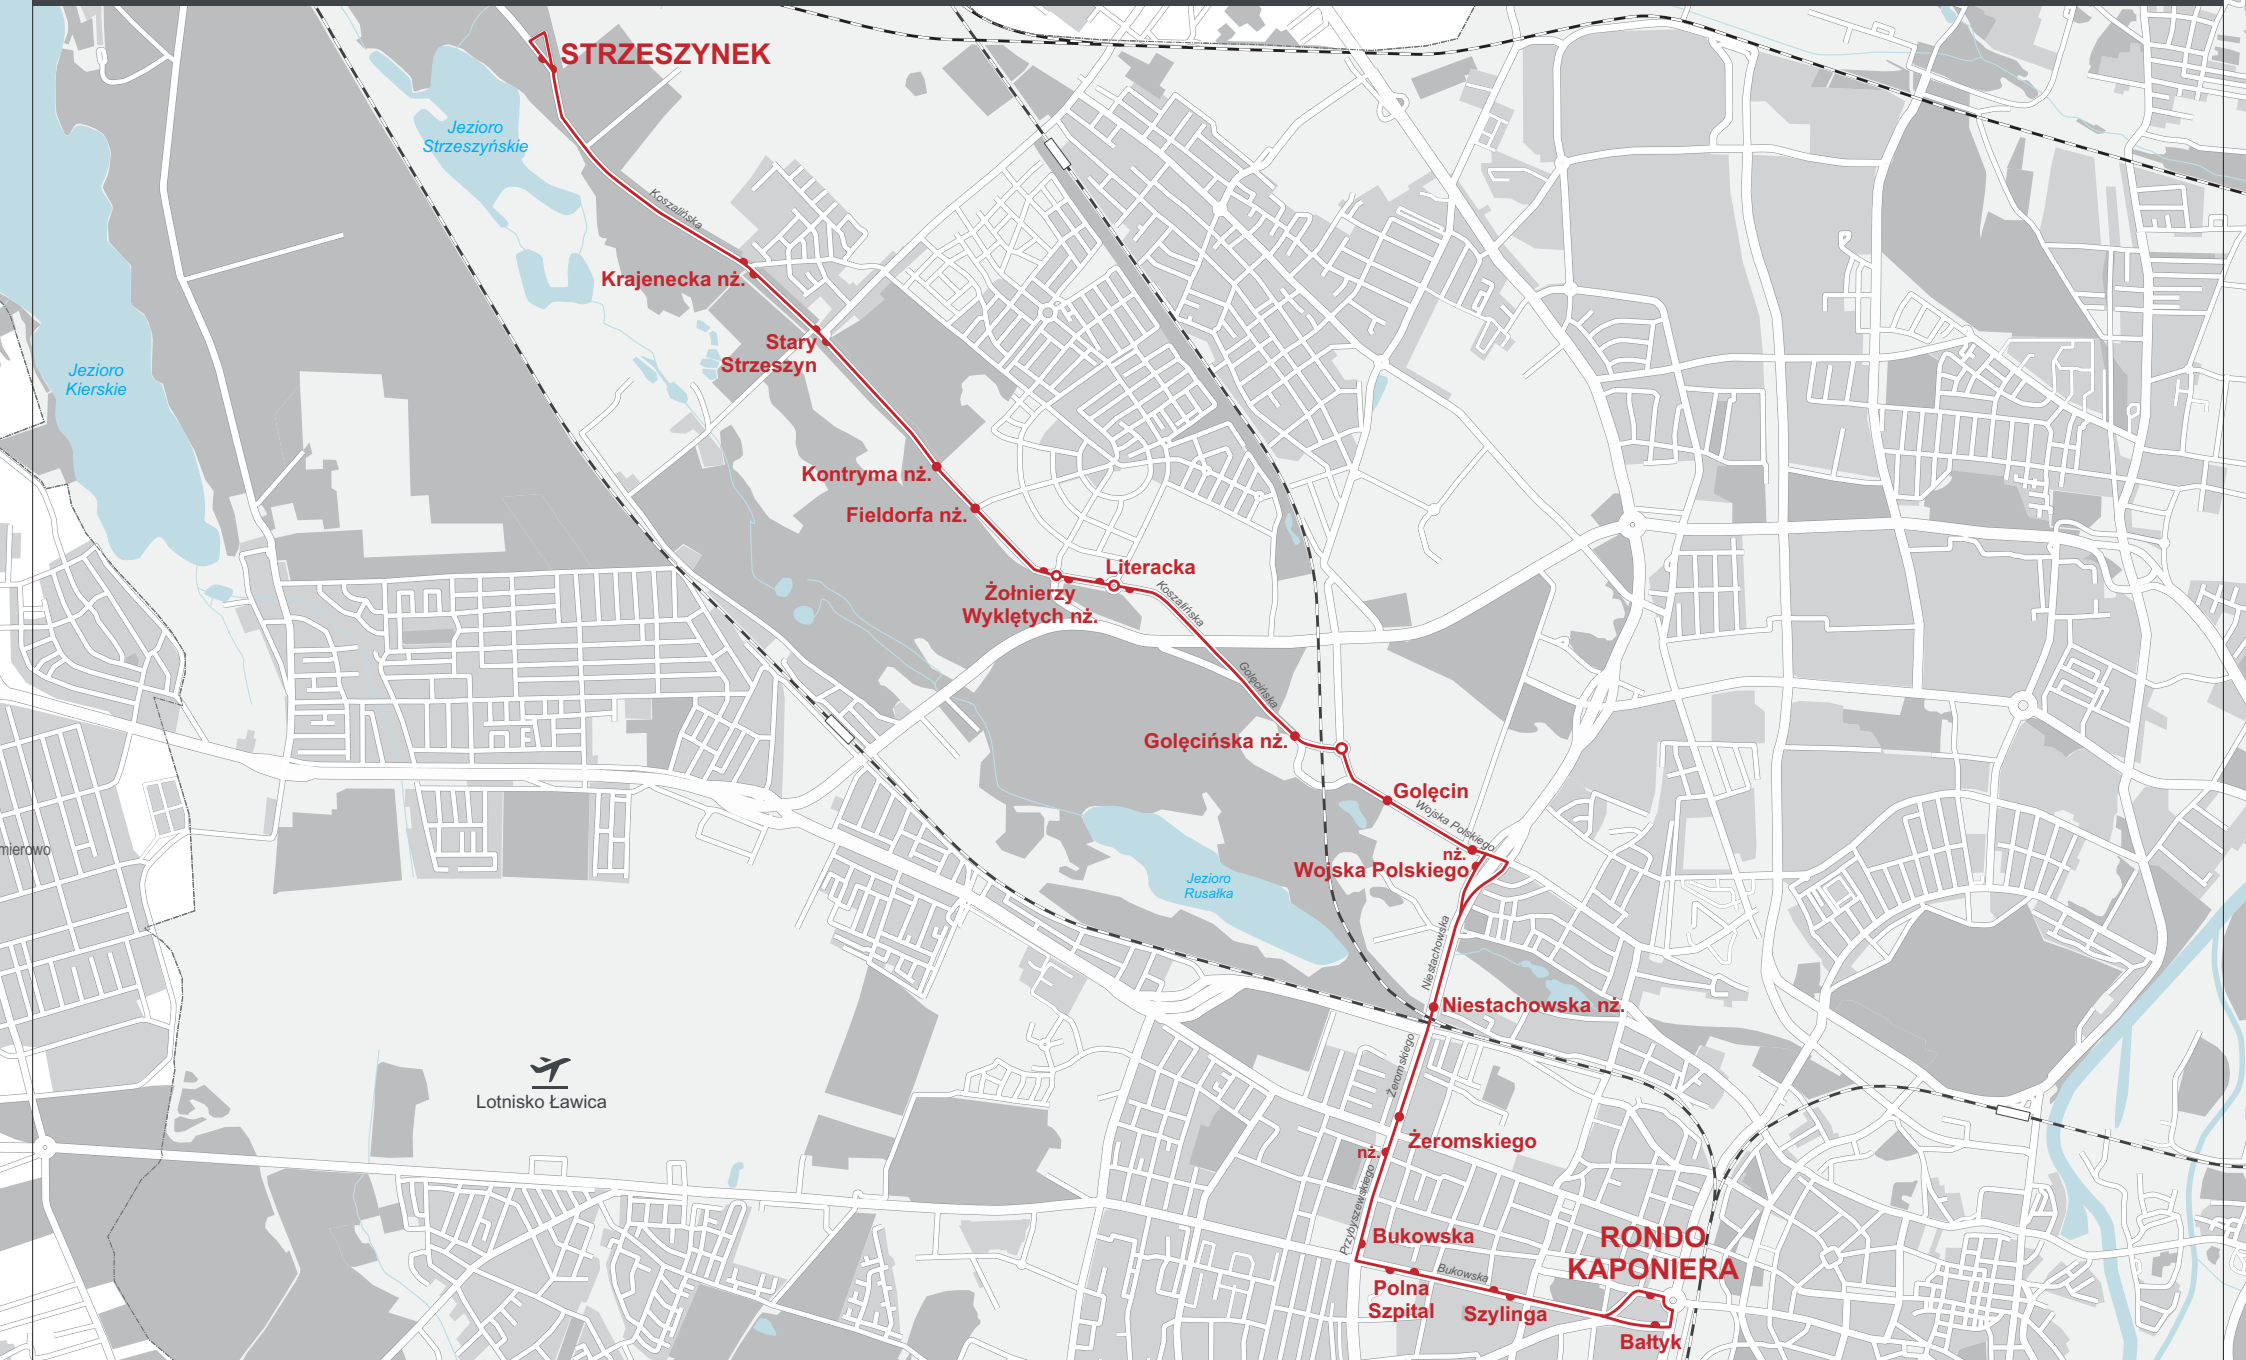 STRZESZYNEK
Jezioro
Strzeszyńskie
Koszalińska
Krajenecka nż.
Stary
Strzeszyn
Jezioro
Kierskie
Kontryma nż.
Fieldorfa nż.
Literacka
Żołnierzy
Wyklętych nż.
Koszalińska
Golęcińska
Golęcińska nż.
Golęcin
Wojska Polskiego
nż.
Wojska Polskiego
mierowo
Jezioro
Rusałka
Niestachowska
Niestachowska nż.
Żeromskiego
Lotnisko Ławica
Żeromskiego
nż.
Przybyszewskiego
Bukowska
RONDO
KAPONIERA
Bukowska
Polna
Szpital
Szylinga
Bałtyk